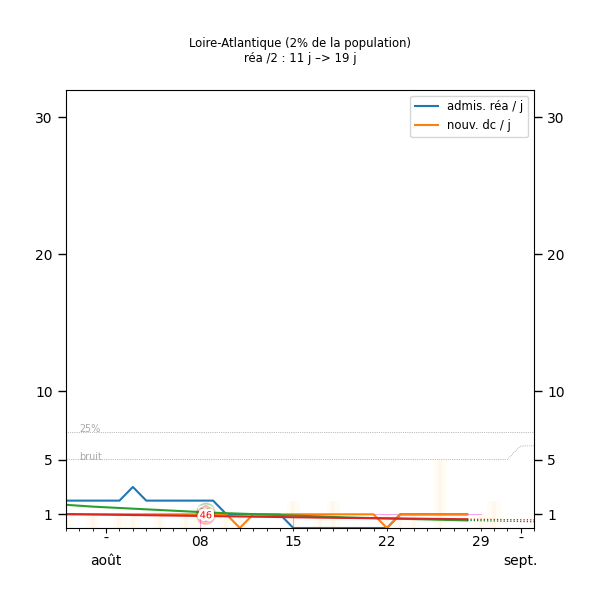 Loire-Atlantique (2% de la population)
réa /2 : 11 j –> 19 j
admis. réa / j
nouv. dc / j
30
30
20
20
10
10
25%
5
bruit
5
1
46
1
-
08
15
22
29
-
août
sept.